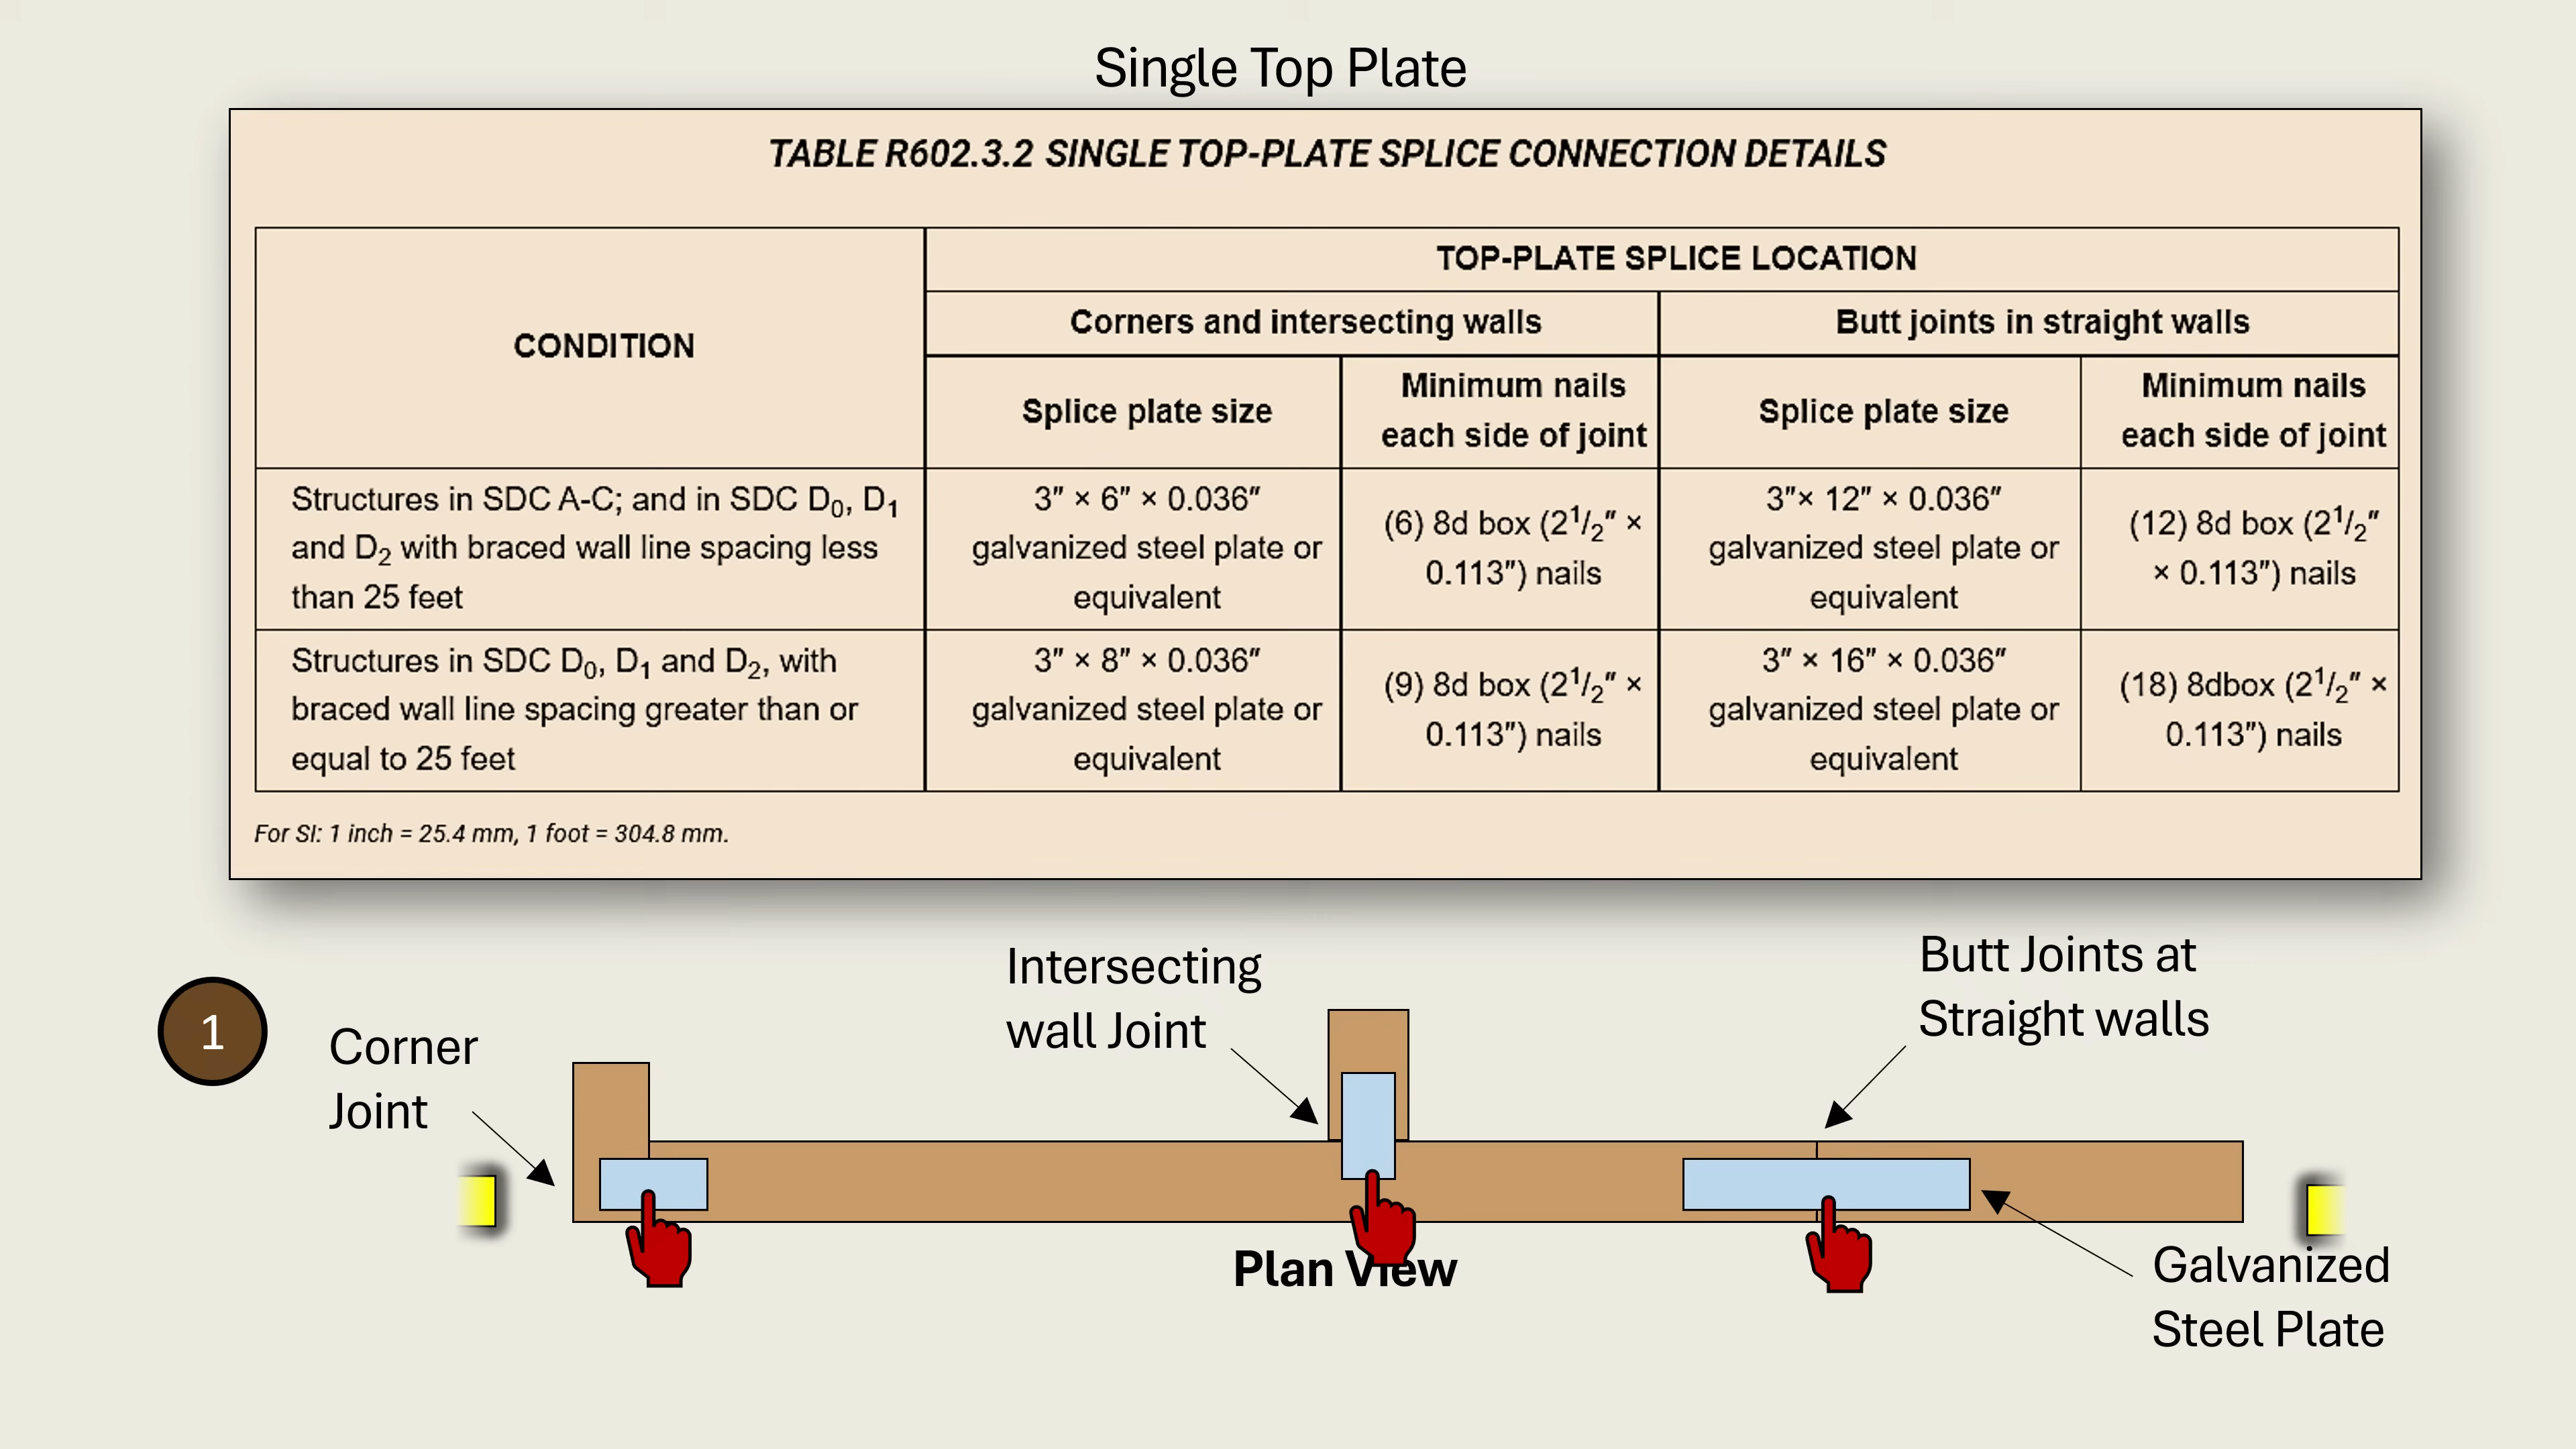 Single Top Plate
TABLE R602.3.2 SINGLE TOP-PLATE SPLICE CONNECTION DETAILS
CONDITION
TOP-PLATE SPLICE LOCATION
Corners and intersecting walls
Butt joints in straight walls
Splice plate size
Minimum nails
each side of joint
Splice plate size
Minimum nails
each side of joint
Structures in SDC A-C; and in SDC D₀, D₁
and D₂ with braced wall line spacing less
than 25 feet
3″ × 6″ × 0.036″
galvanized steel plate or
equivalent
(6) 8d box (2¹/₂″ ×
0.113″) nails
3″× 12″ × 0.036″
galvanized steel plate or
equivalent
(12) 8d box (2¹/₂″
× 0.113″) nails
Structures in SDC D₀, D₁ and D₂, with
braced wall line spacing greater than or
equal to 25 feet
3″ × 8″ × 0.036″
galvanized steel plate or
equivalent
(9) 8d box (2¹/₂″ ×
0.113″) nails
3″ × 16″ × 0.036″
galvanized steel plate or
equivalent
(18) 8dbox (2¹/₂″ ×
0.113″) nails
For SI: 1 inch = 25.4 mm, 1 foot = 304.8 mm.
1
Corner
Joint
Intersecting
wall Joint
Butt Joints at
Straight walls
Plan View
Galvanized
Steel Plate